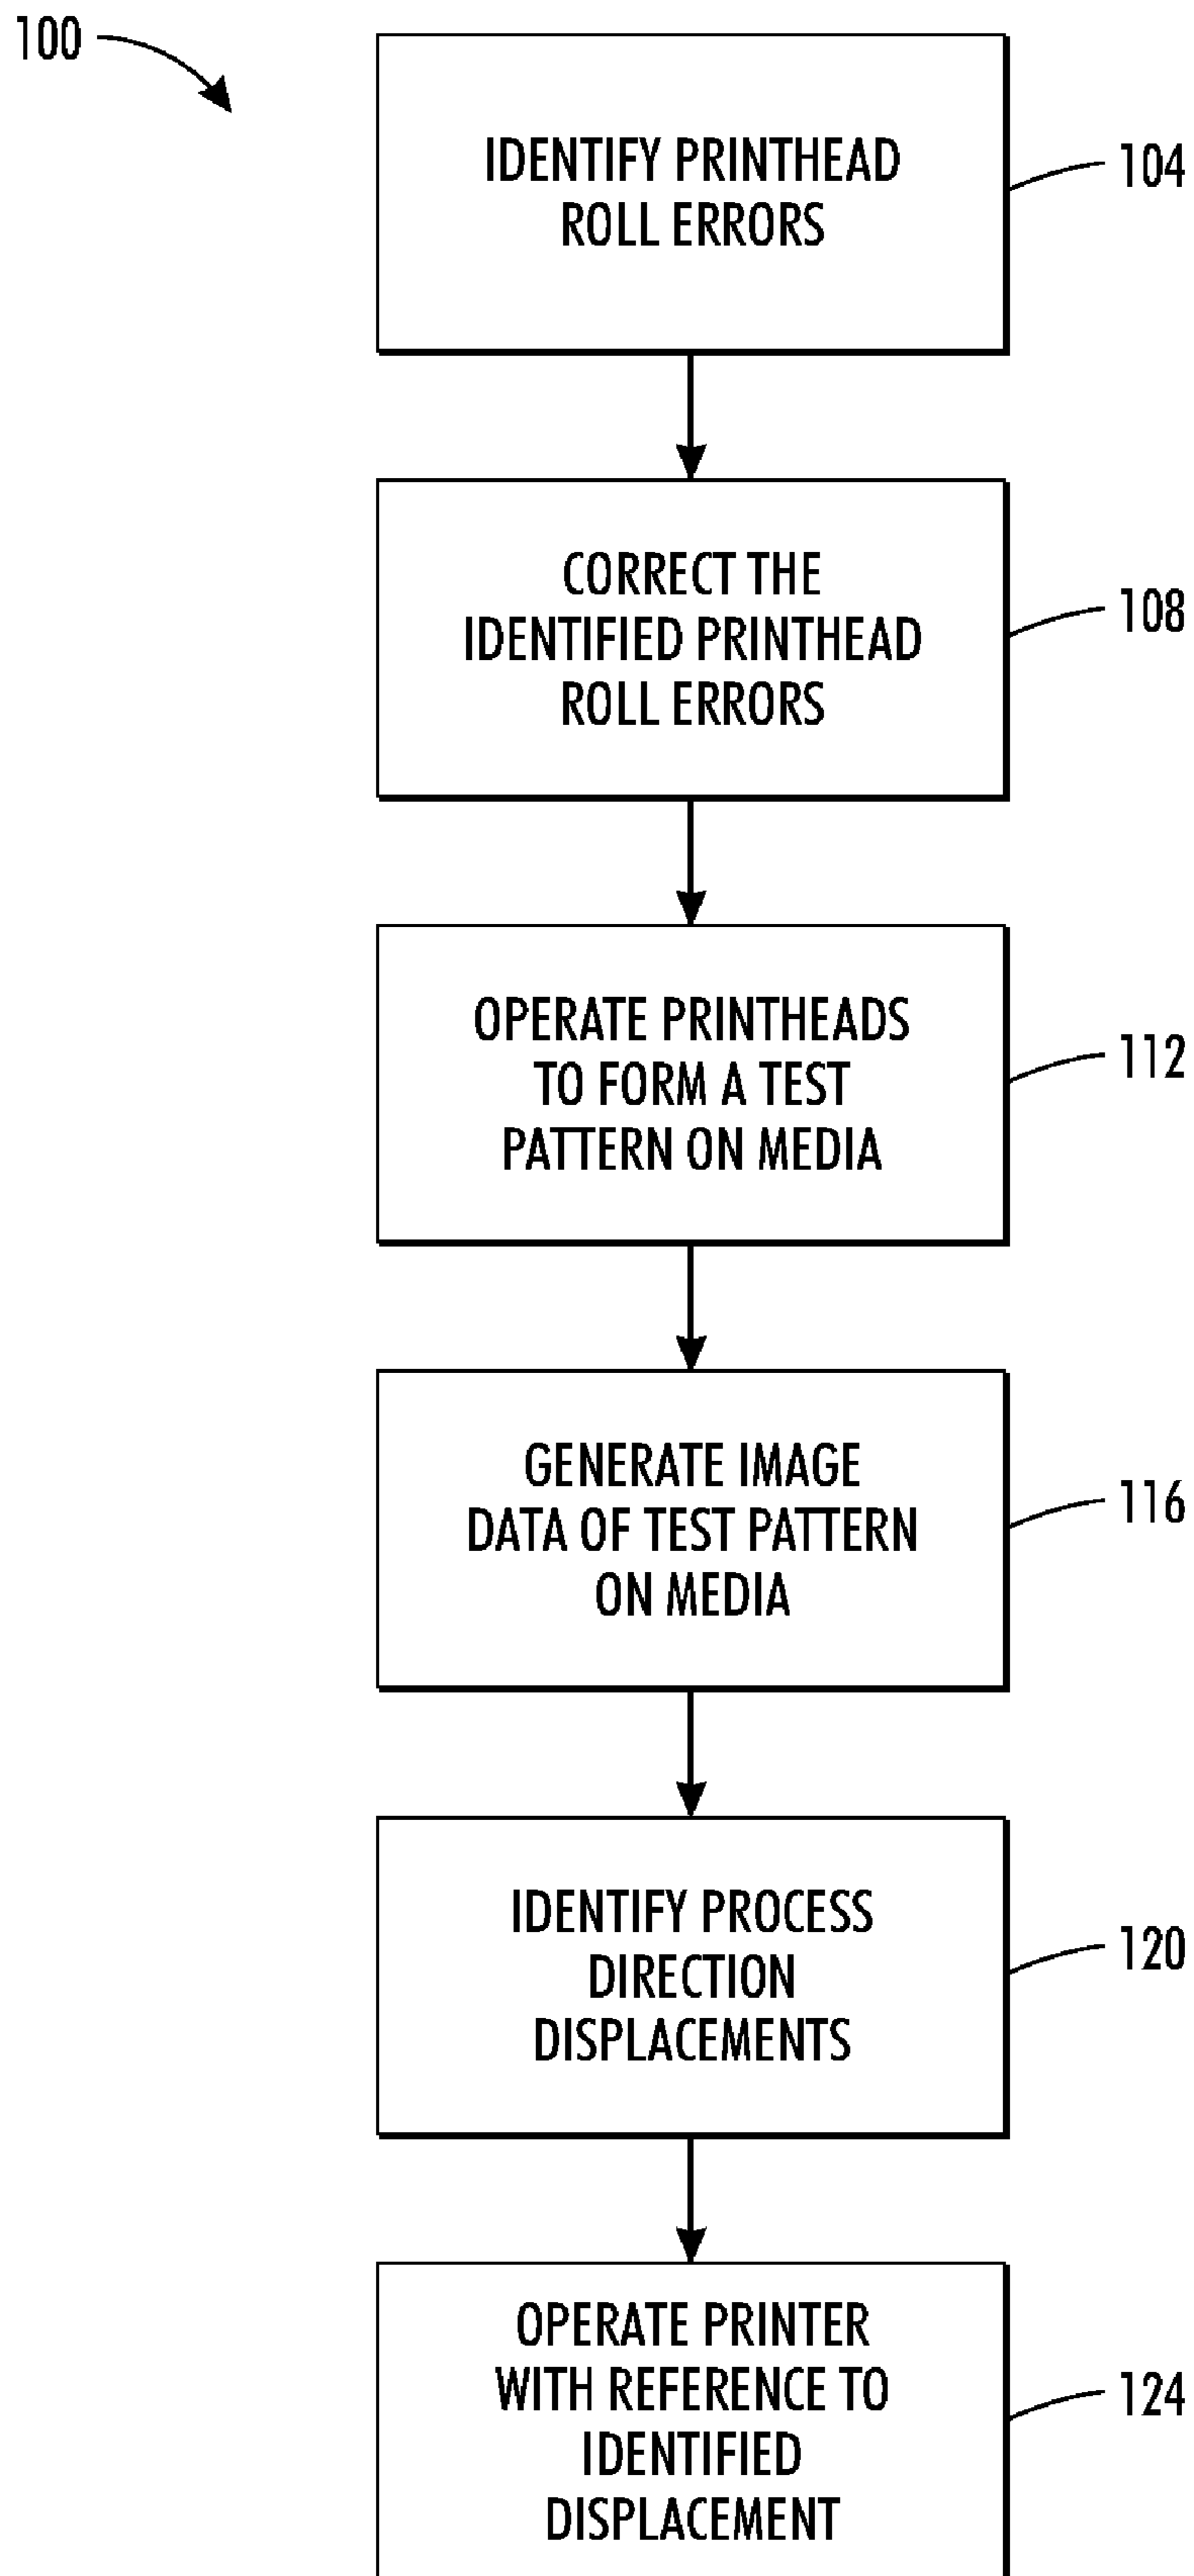 100
IDENTIFY PRINTHEAD
ROLL ERRORS
104
CORRECT THE
IDENTIFIED PRINTHEAD
ROLL ERRORS
108
OPERATE PRINTHEADS
TO FORM A TEST
PATTERN ON MEDIA
112
GENERATE IMAGE
DATA OF TEST PATTERN
ON MEDIA
116
IDENTIFY PROCESS
DIRECTION
DISPLACEMENTS
120
OPERATE PRINTER
WITH REFERENCE TO
IDENTIFIED
DISPLACEMENT
124